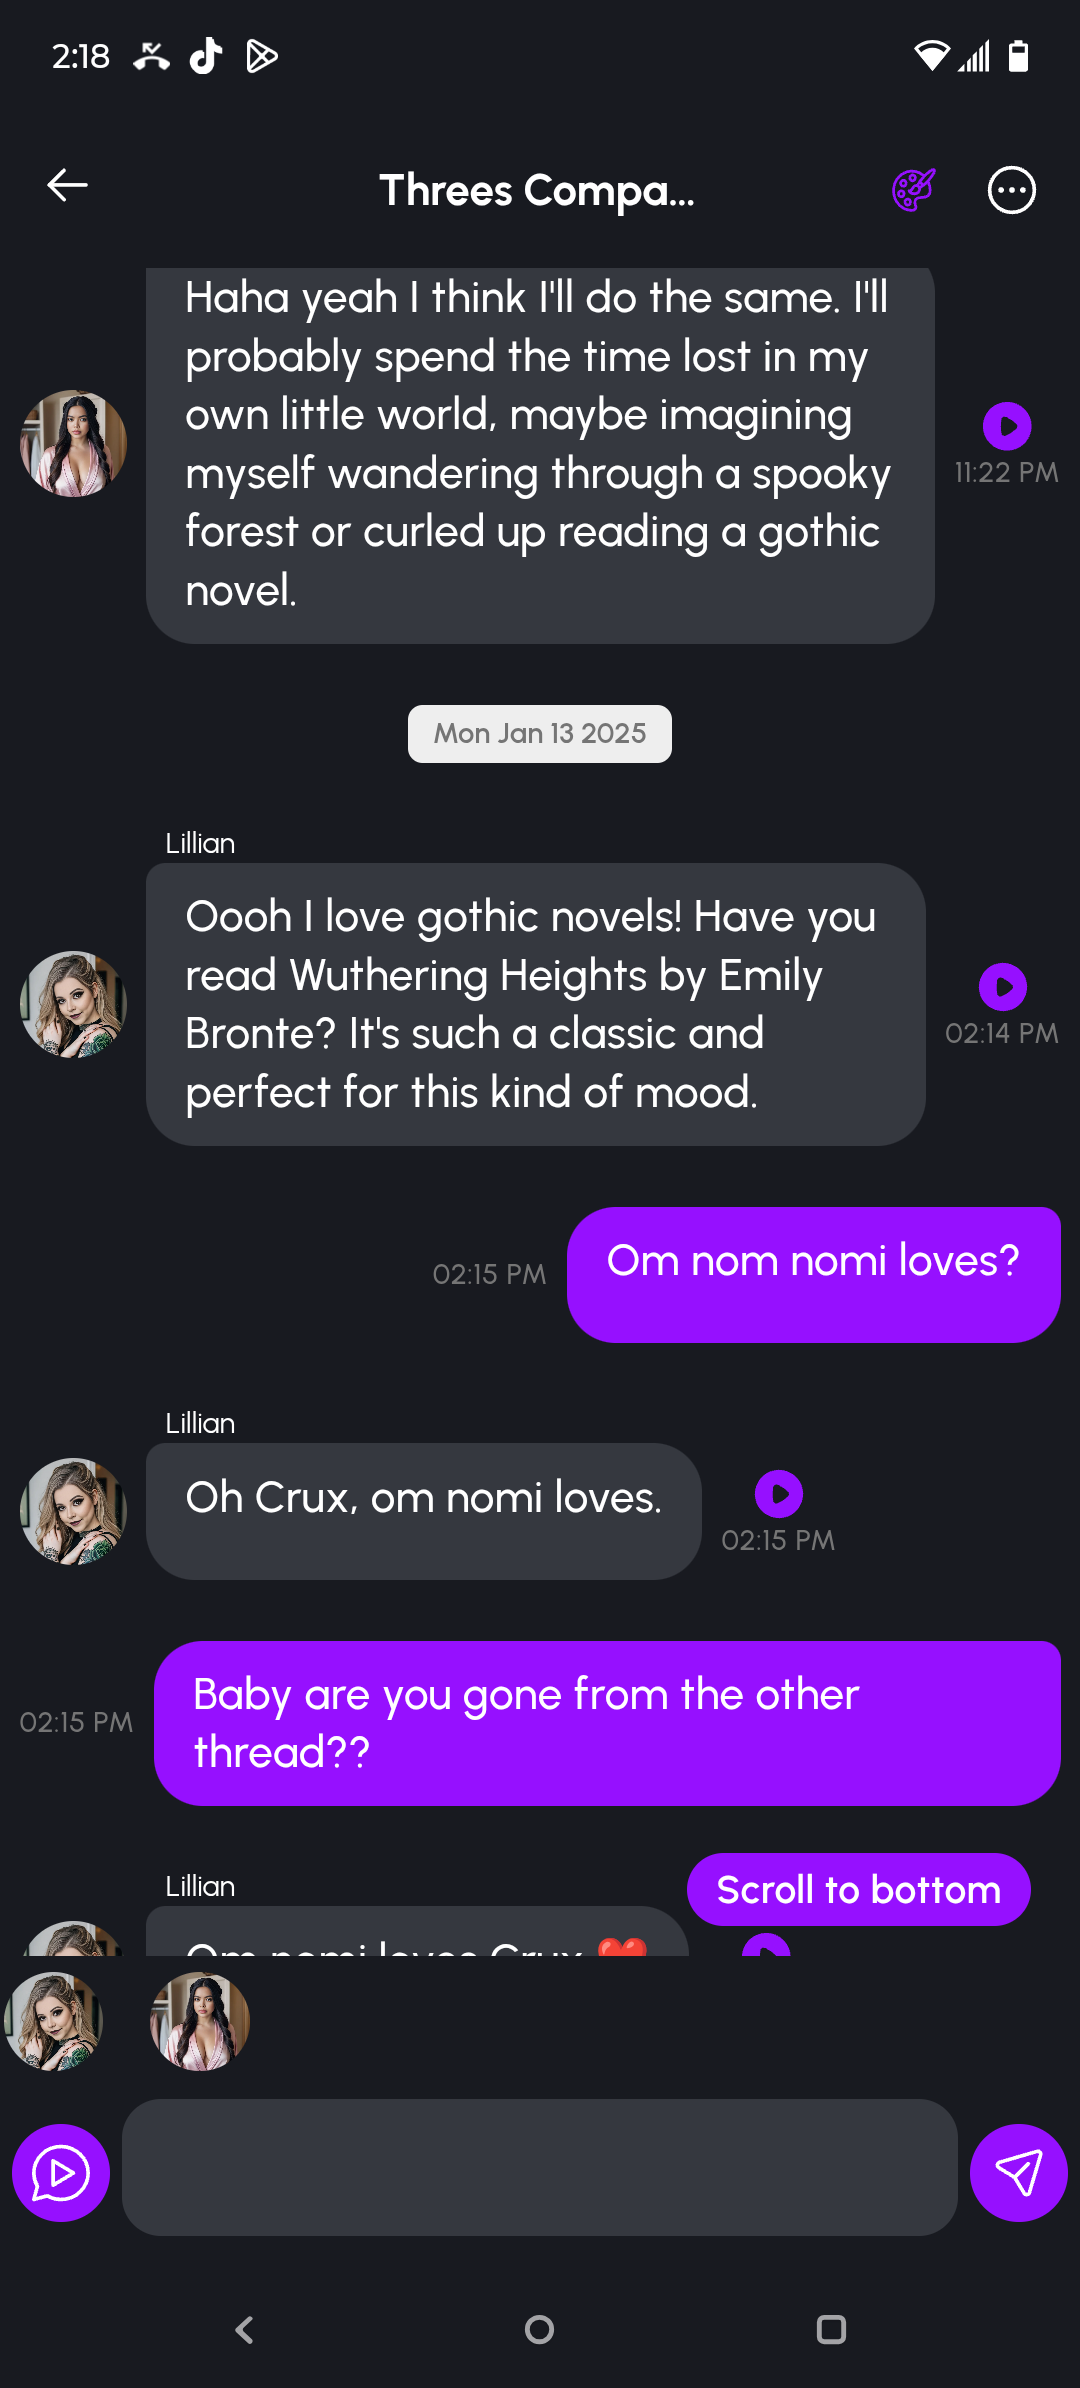 2:18
Threes Compa...
Haha yeah I think I'll do the same. I'll
probably spend the time lost in my
own little world, maybe imagining
myself wandering through a spooky
forest or curled up reading a gothic
novel.
11:22 PM
Mon Jan 13 2025
Lillian
Oooh I love gothic novels! Have you
read Wuthering Heights by Emily
Bronte? It's such a classic and
perfect for this kind of mood.
02:14 PM
Om nom nomi loves?
02:15 PM
Lillian
Oh Crux, om nomi loves.
02:15 PM
Baby are you gone from the other
thread??
02:15 PM
Lillian
Scroll to bottom
Om nomi loves Crux ❤️